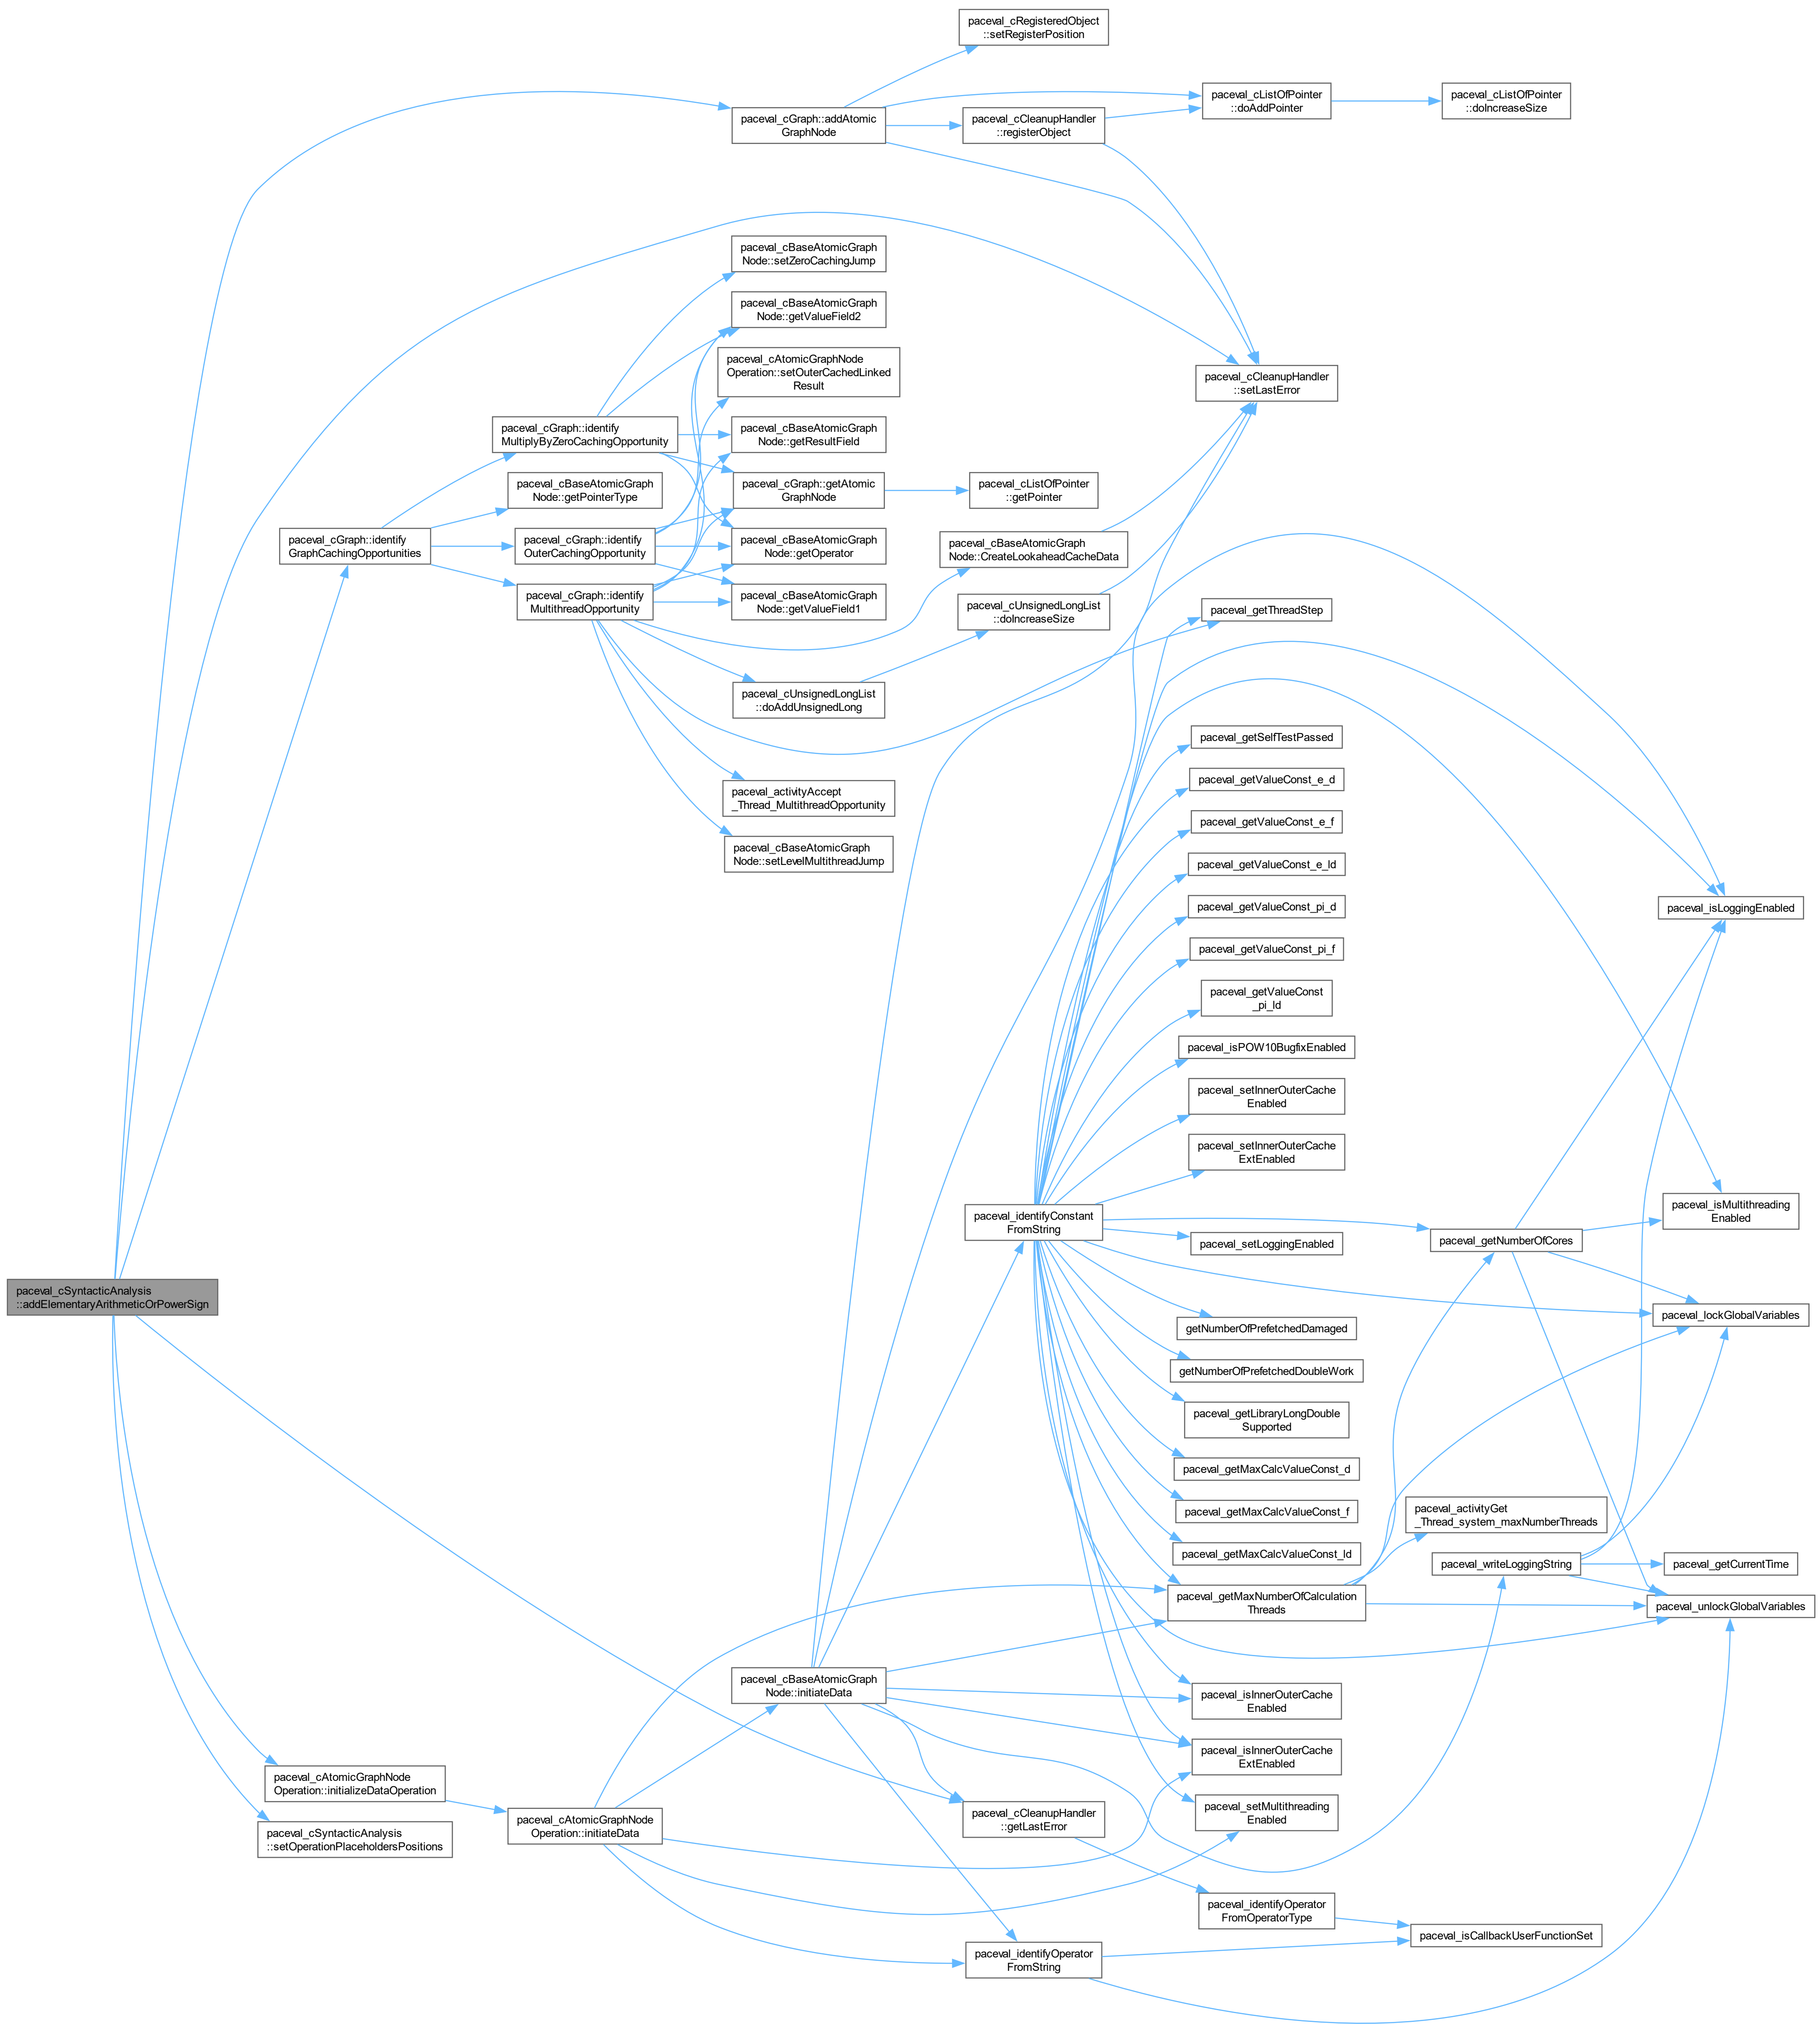 paceval_cRegisteredObject
::setRegisterPosition
paceval_cListOfPointer
::doAddPointer
paceval_cListOfPointer
::doIncreaseSize
paceval_cGraph::addAtomic
GraphNode
paceval_cCleanupHandler
::registerObject
paceval_cBaseAtomicGraph
Node::setZeroCachingJump
paceval_cBaseAtomicGraph
Node::getValueField2
paceval_cAtomicGraphNode
Operation::setOuterCachedLinked
Result
paceval_cCleanupHandler
::setLastError
paceval_cGraph::identify
MultiplyByZeroCachingOpportunity
paceval_cBaseAtomicGraph
Node::getResultField
paceval_cBaseAtomicGraph
Node::getPointerType
paceval_cGraph::getAtomic
GraphNode
paceval_cListOfPointer
::getPointer
paceval_cGraph::identify
GraphCachingOpportunities
paceval_cGraph::identify
OuterCachingOpportunity
paceval_cBaseAtomicGraph
Node::getOperator
paceval_cBaseAtomicGraph
Node::CreateLookaheadCacheData
paceval_cGraph::identify
MultithreadOpportunity
paceval_cBaseAtomicGraph
Node::getValueField1
paceval_cUnsignedLongList
::doIncreaseSize
paceval_getThreadStep
paceval_cUnsignedLongList
::doAddUnsignedLong
paceval_getSelfTestPassed
paceval_getValueConst_e_d
paceval_activityAccept
_Thread_MultithreadOpportunity
paceval_getValueConst_e_f
paceval_cBaseAtomicGraph
Node::setLevelMultithreadJump
paceval_getValueConst_e_ld
paceval_getValueConst_pi_d
paceval_isLoggingEnabled
paceval_getValueConst_pi_f
paceval_getValueConst
_pi_ld
paceval_isPOW10BugfixEnabled
paceval_setInnerOuterCache
Enabled
paceval_setInnerOuterCache
ExtEnabled
paceval_identifyConstant
FromString
paceval_isMultithreading
Enabled
paceval_setLoggingEnabled
paceval_getNumberOfCores
paceval_cSyntacticAnalysis
::addElementaryArithmeticOrPowerSign
paceval_lockGlobalVariables
getNumberOfPrefetchedDamaged
getNumberOfPrefetchedDoubleWork
paceval_getLibraryLongDouble
Supported
paceval_getMaxCalcValueConst_d
paceval_getMaxCalcValueConst_f
paceval_activityGet
_Thread_system_maxNumberThreads
paceval_getMaxCalcValueConst_ld
paceval_writeLoggingString
paceval_getCurrentTime
paceval_getMaxNumberOfCalculation
Threads
paceval_unlockGlobalVariables
paceval_cBaseAtomicGraph
Node::initiateData
paceval_isInnerOuterCache
Enabled
paceval_isInnerOuterCache
ExtEnabled
paceval_cAtomicGraphNode
Operation::initializeDataOperation
paceval_cAtomicGraphNode
Operation::initiateData
paceval_cCleanupHandler
::getLastError
paceval_setMultithreading
Enabled
paceval_cSyntacticAnalysis
::setOperationPlaceholdersPositions
paceval_identifyOperator
FromOperatorType
paceval_isCallbackUserFunctionSet
paceval_identifyOperator
FromString